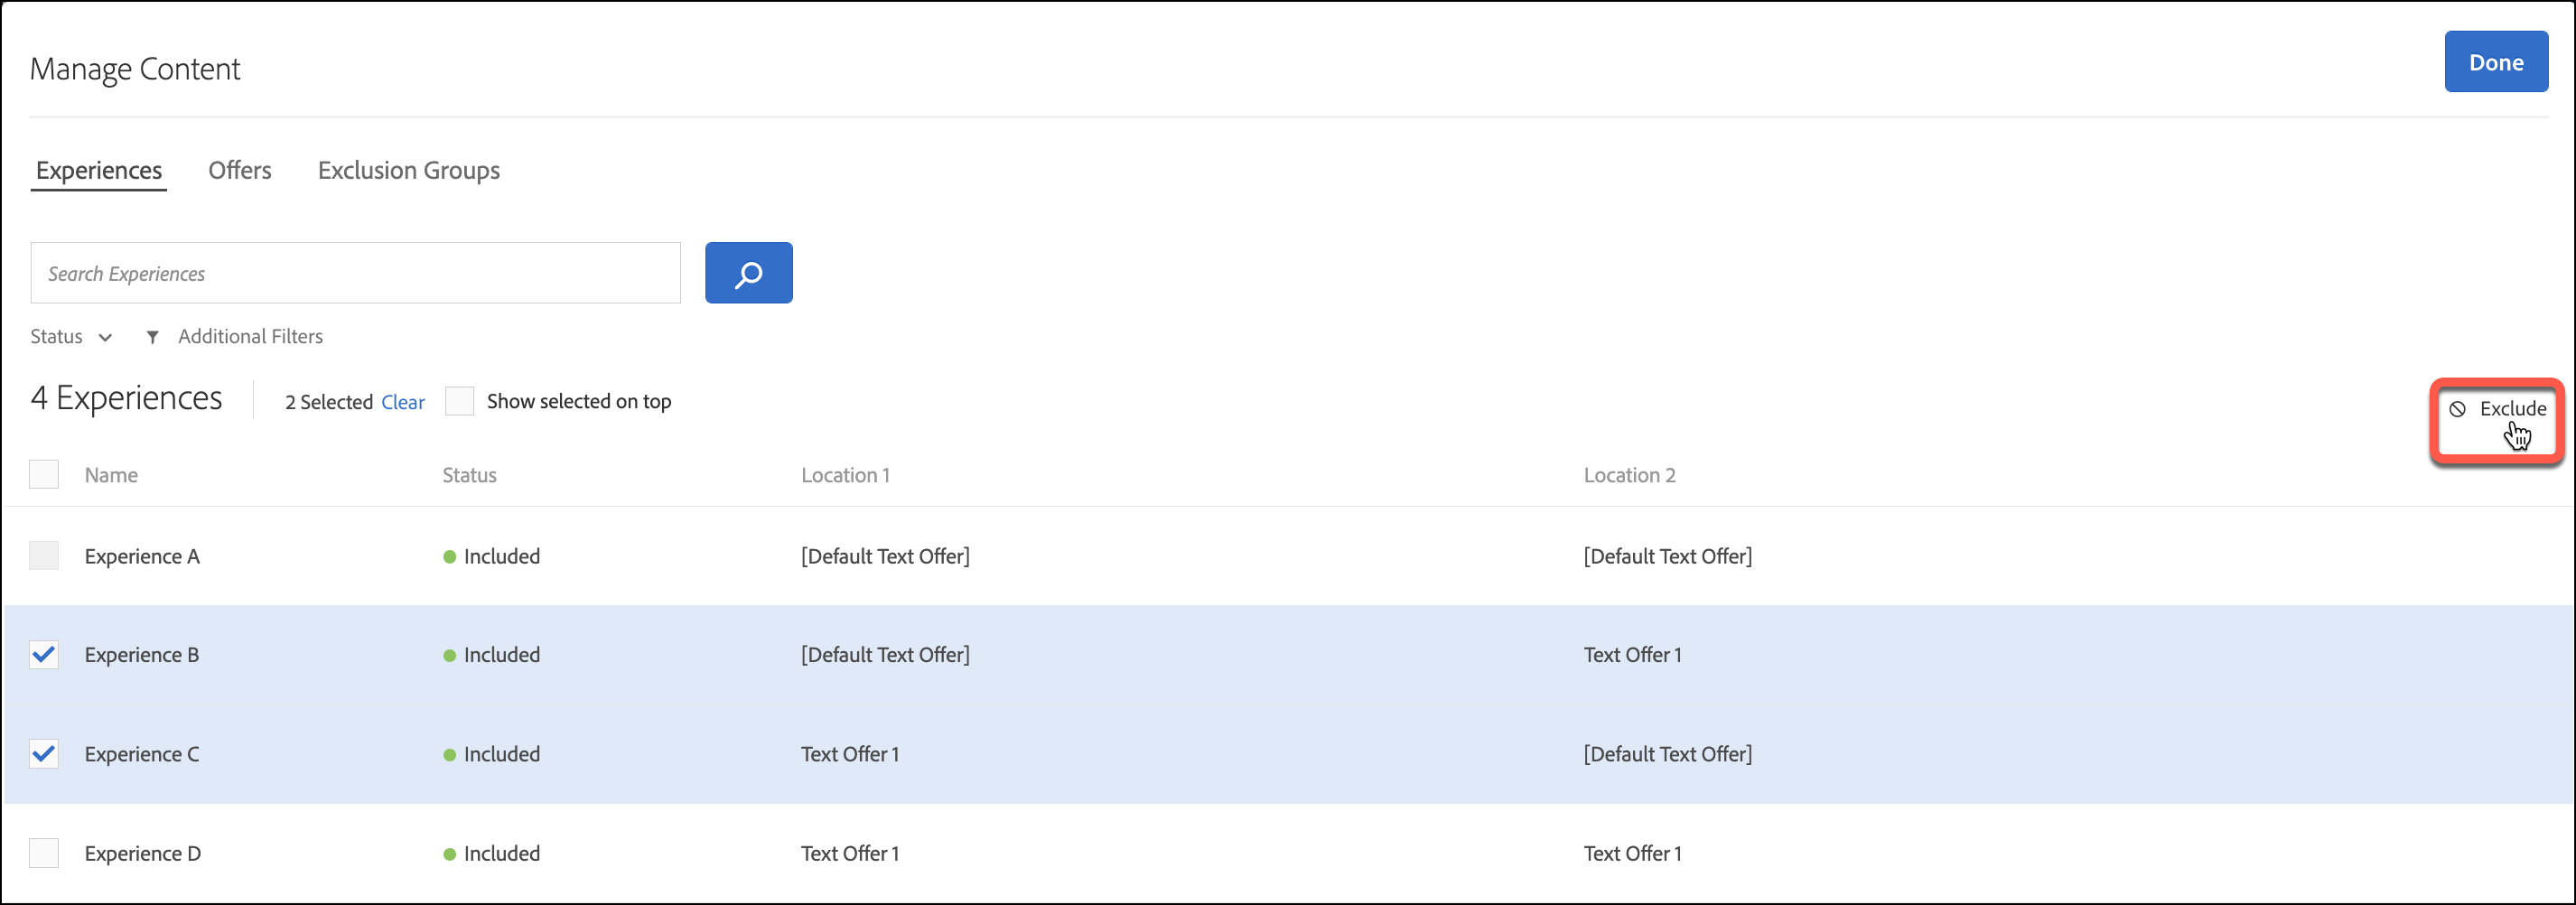 Manage Content
Done
Experiences Offers Exclusion Groups
Search Experiences
Status Additional Filters
4 Experiences 2 Selected Clear Show selected on top
Exclude
Name Status Location 1 Location 2
Experience A Included [Default Text Offer] [Default Text Offer]
Experience B Included [Default Text Offer] Text Offer 1
Experience C Included Text Offer 1 [Default Text Offer]
Experience D Included Text Offer 1 Text Offer 1